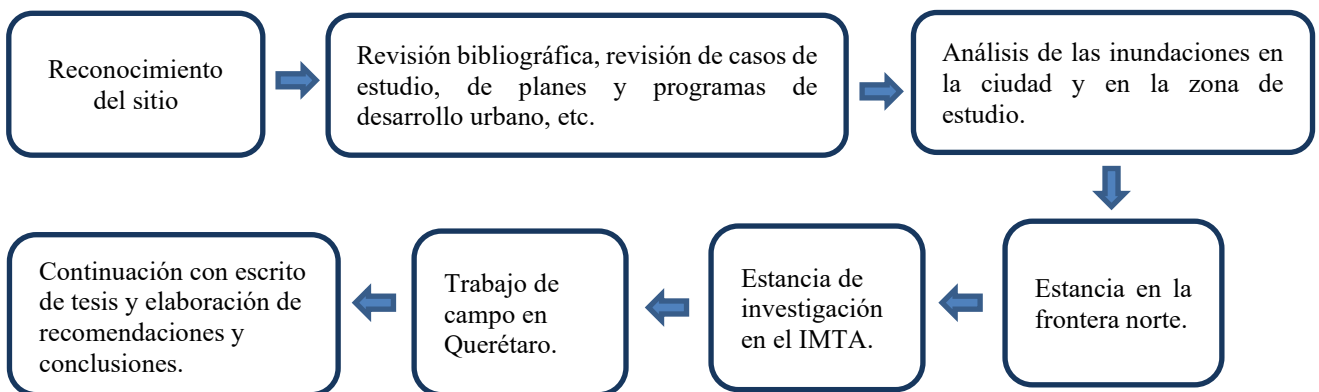 Reconocimiento
del sitio
Revisión bibliográfica, revisión de casos de
estudio, de planes y programas de
desarrollo urbano, etc.
Análisis de las inundaciones en
la ciudad y en la zona de
estudio.
Estancia en la
frontera norte.
Estancia de
investigación
en el IMTA.
Trabajo de
campo en
Querétaro.
Continuación con escrito
de tesis y elaboración de
recomendaciones y
conclusiones.